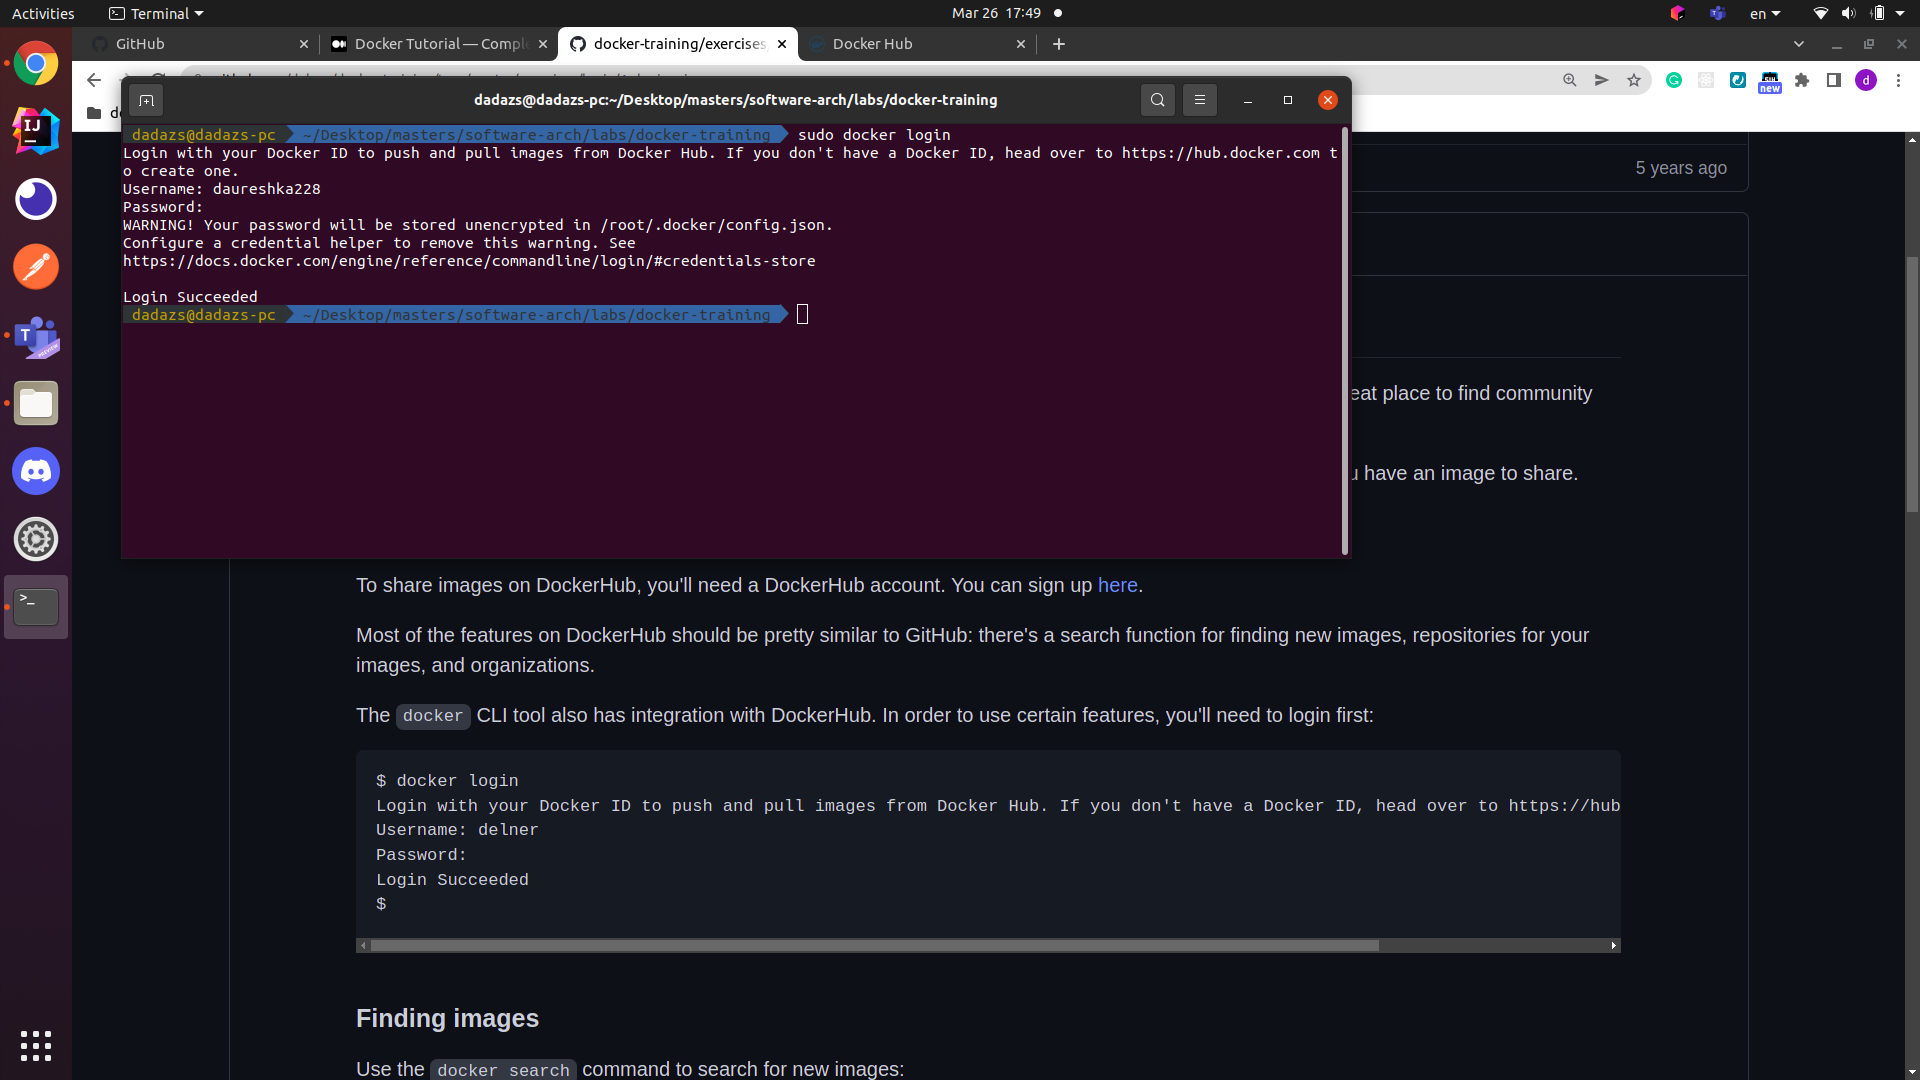 Activities
Terminal
Mar 26 17:49
en
GitHub
Docker Tutorial — Comple
docker-training/exercises
Docker Hub
new
d
dadazs@dadazs-pc:~/Desktop/masters/software-arch/labs/docker-training
dadazs@dadazs-pc ~/Desktop/masters/software-arch/labs/docker-training sudo docker login
Login with your Docker ID to push and pull images from Docker Hub. If you don't have a Docker ID, head over to https://hub.docker.com t
o create one.
Username: daureshka228
Password:
WARNING! Your password will be stored unencrypted in /root/.docker/config.json.
Configure a credential helper to remove this warning. See
https://docs.docker.com/engine/reference/commandline/login/#credentials-store
Login Succeeded
dadazs@dadazs-pc ~/Desktop/masters/software-arch/labs/docker-training
5 years ago
eat place to find community
u have an image to share.
To share images on DockerHub, you'll need a DockerHub account. You can sign up here.
Most of the features on DockerHub should be pretty similar to GitHub: there's a search function for finding new images, repositories for your
images, and organizations.
The docker CLI tool also has integration with DockerHub. In order to use certain features, you'll need to login first:
$ docker login
Login with your Docker ID to push and pull images from Docker Hub. If you don't have a Docker ID, head over to https://hub
Username: delner
Password:
Login Succeeded
$
Finding images
Use the docker search command to search for new images: